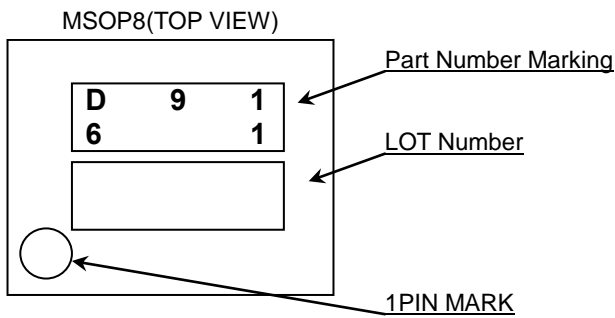 MSOP8(TOP VIEW)
Part Number Marking
D 9 1
6 1
LOT Number
1PIN MARK